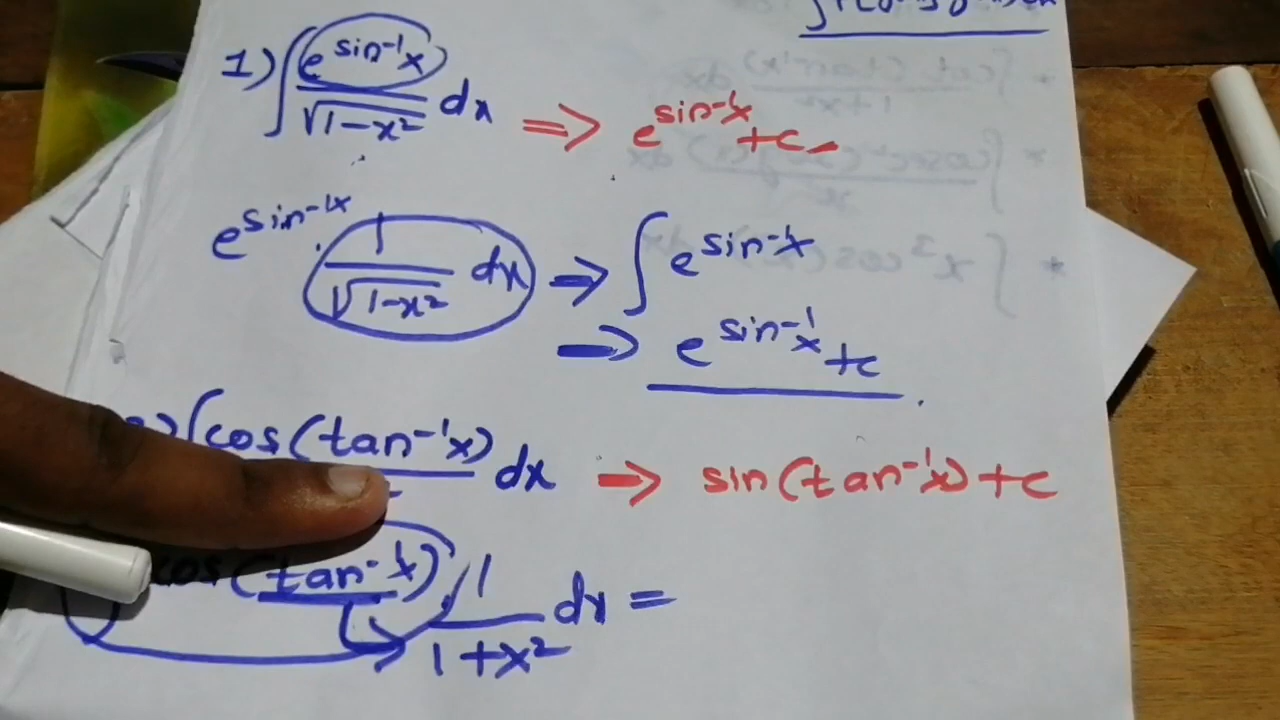 1) ∫ e^sin⁻¹x / √1-x² dx ⇒ e^sin⁻¹x + c
e^sin⁻¹x 1/√1-x² dx ⇒ ∫ e^sin⁻¹x
⇒ e^sin⁻¹x + c
∫ cos(tan⁻¹x) dx → sin(tan⁻¹x) + c
cos(tan⁻¹x) · 1/1+x² dx =